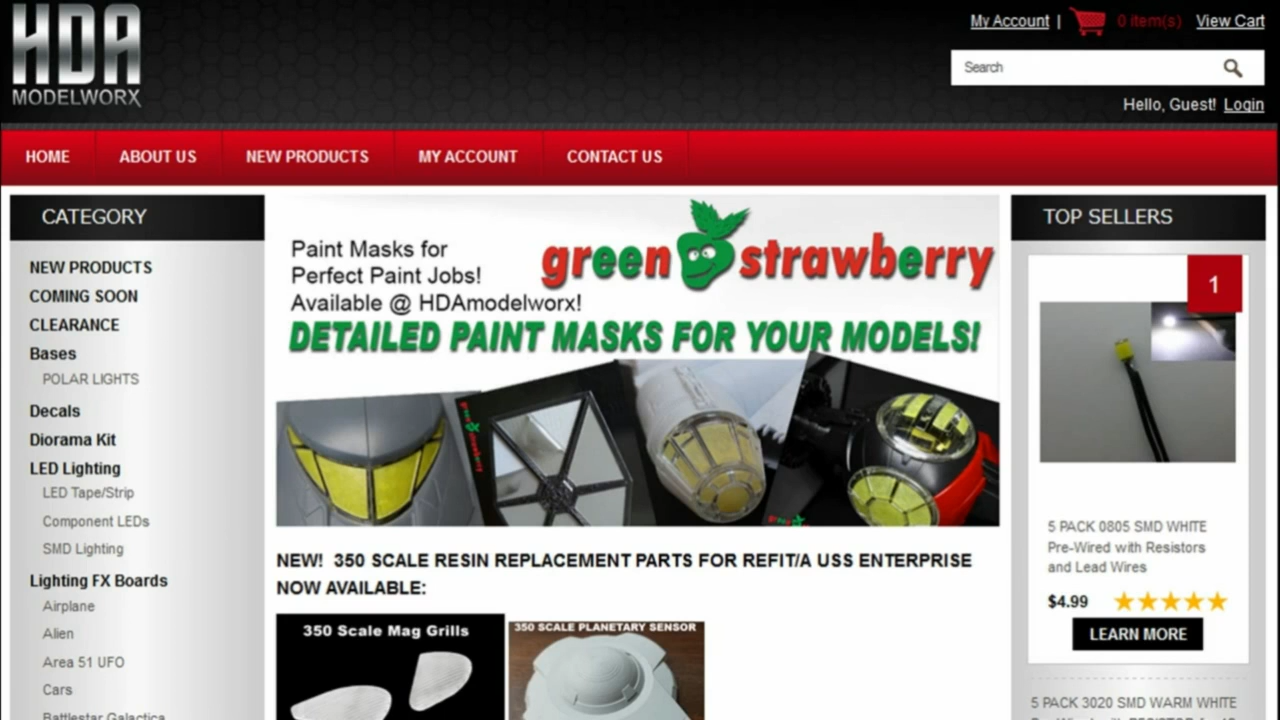 HDA
MODELWORX
My Account | 0 item(s) View Cart
Search
Hello, Guest! Login
HOME ABOUT US NEW PRODUCTS MY ACCOUNT CONTACT US
CATEGORY
NEW PRODUCTS
COMING SOON
CLEARANCE
Bases
POLAR LIGHTS
Decals
Diorama Kit
LED Lighting
LED Tape/Strip
Component LEDs
SMD Lighting
Lighting FX Boards
Airplane
Alien
Area 51 UFO
Cars
Battlestar Galactica
Paint Masks for
Perfect Paint Jobs!
Available @ HDAmodelworx!
green strawberry
DETAILED PAINT MASKS FOR YOUR MODELS!
green strawberry
NEW! 350 SCALE RESIN REPLACEMENT PARTS FOR REFIT/A USS ENTERPRISE
NOW AVAILABLE:
350 Scale Mag Grills
350 SCALE PLANETARY SENSOR
TOP SELLERS
1
5 PACK 0805 SMD WHITE
Pre-Wired with Resistors
and Lead Wires
$4.99
LEARN MORE
5 PACK 3020 SMD WARM WHITE